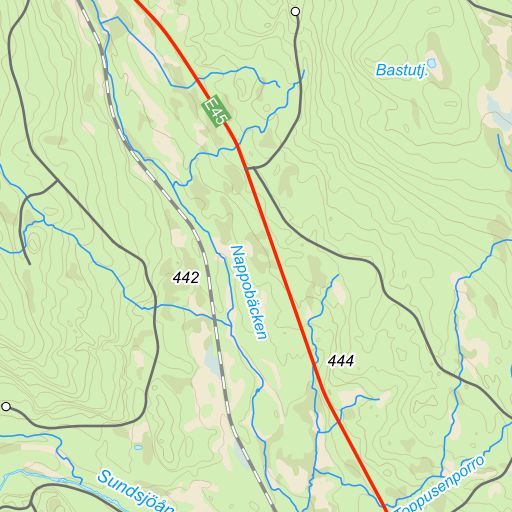 Bastutj.
E45
Nappobäcken
442
444
Toppusenporro
Sundsjöån